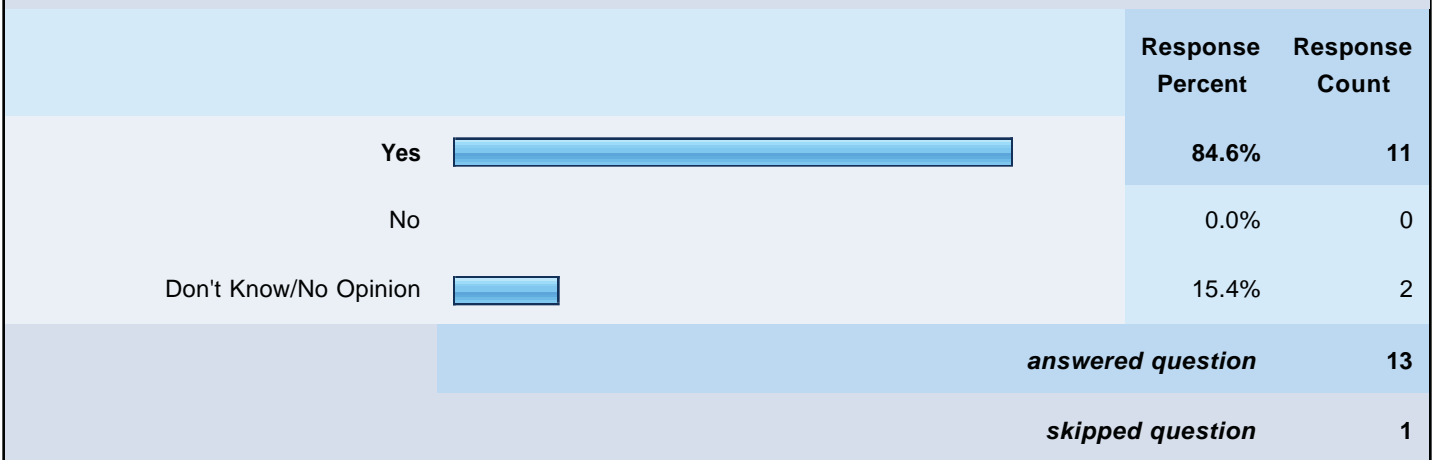 Response Response
Percent Count
Yes 84.6% 11
No 0.0% 0
Don't Know/No Opinion 15.4% 2
answered question 13
skipped question 1